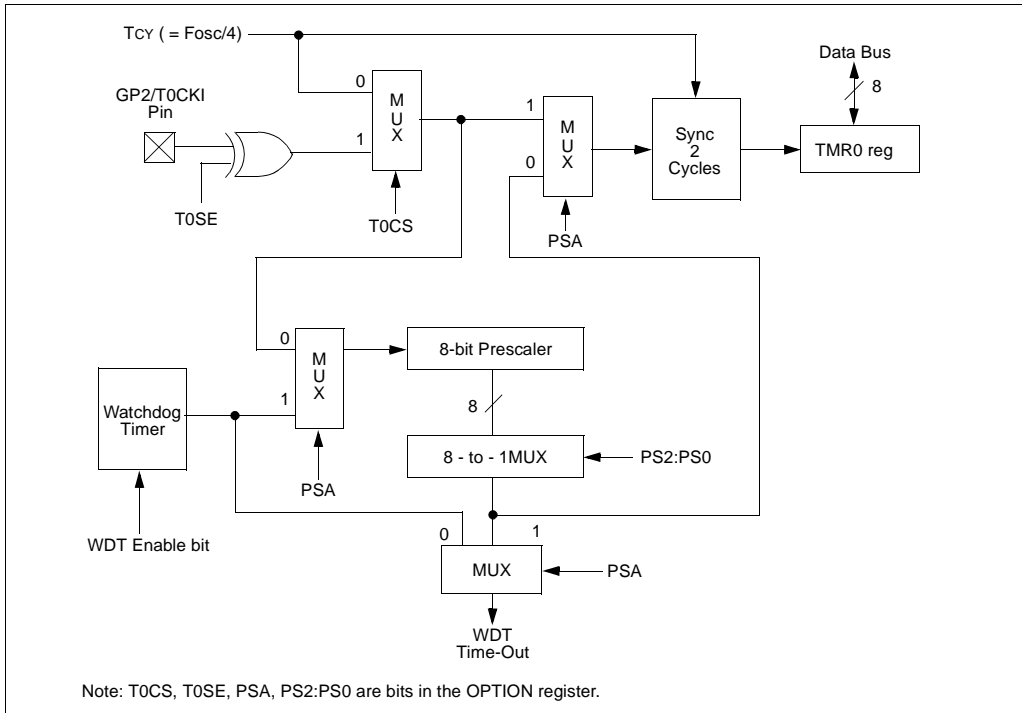 TCY ( = Fosc/4)
Data Bus
GP2/T0CKI
Pin
0
1
M
U
X
T0SE
T0CS
1
0
M
U
X
PSA
Sync
2
Cycles
8
TMR0 reg
0
1
M
U
X
PSA
8-bit Prescaler
8
8 - to - 1MUX
PS2:PS0
Watchdog
Timer
WDT Enable bit
0
1
MUX
PSA
WDT
Time-Out
Note: T0CS, T0SE, PSA, PS2:PS0 are bits in the OPTION register.